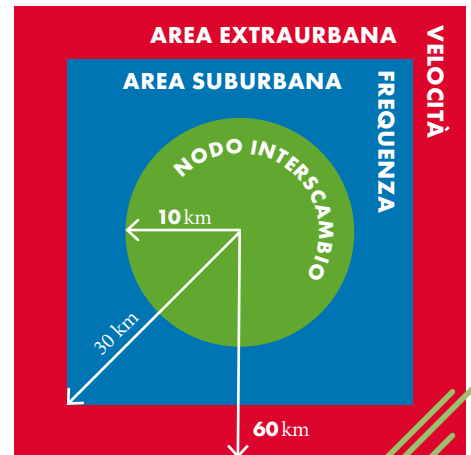 AREA EXTRAURBANA
VELOCITÀ
AREA SUBURBANA
FREQUENZA
NODO INTERSCAMBIO
10 km
30 km
60 km